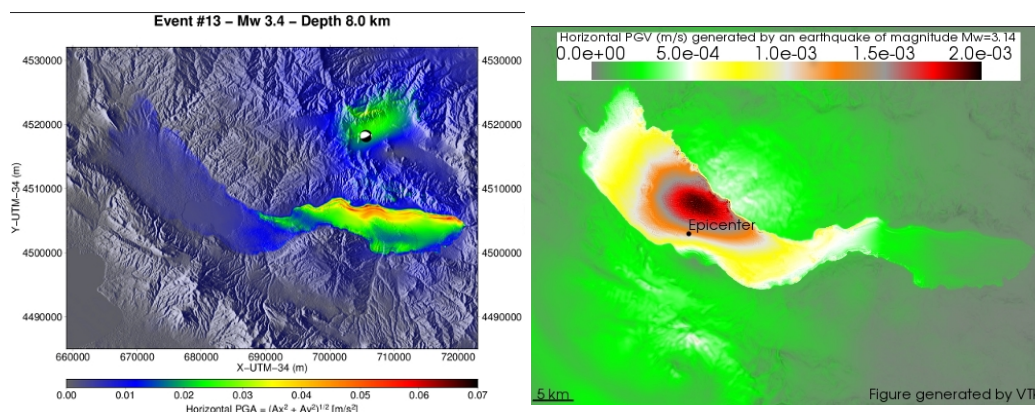 Event #13 – Mw 3.4 – Depth 8.0 km
4530000
4520000
4510000
4500000
4490000
Y–UTM–34 (m)
4530000
4520000
4510000
4500000
4490000
660000 670000 680000 690000 700000 710000 720000
X–UTM–34 (m)
0.00 0.01 0.02 0.03 0.04 0.05 0.06 0.07
Horizontal PGA = (Ax² + Ay²)¹/² [m/s²]
Horizontal PGV (m/s) generated by an earthquake of magnitude Mw=3.14
0.0e+00 5.0e-04 1.0e-03 1.5e-03 2.0e-03
Epicenter
5 km
Figure generated by